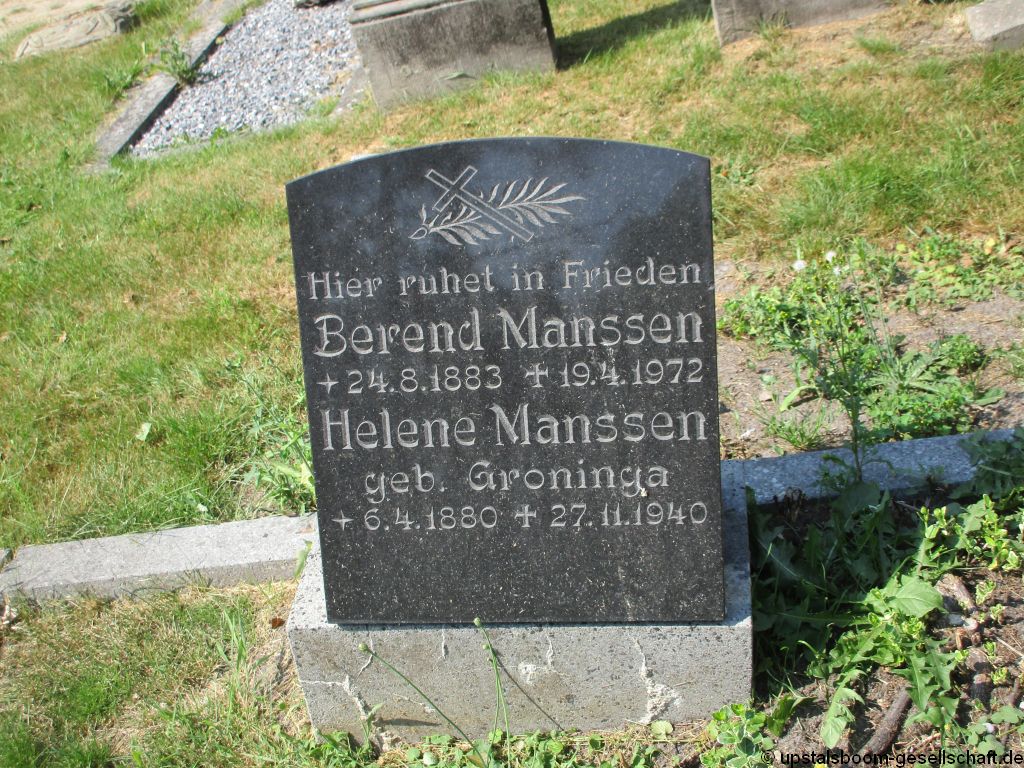 Hier ruhet in Frieden
Berend Manssen
✦ 24.8.1883 ✝ 19.4.1972
Helene Manssen
geb. Groninga
✦ 6.4.1880 ✝ 27.11.1940
© upstalsboom-gesellschaft.de